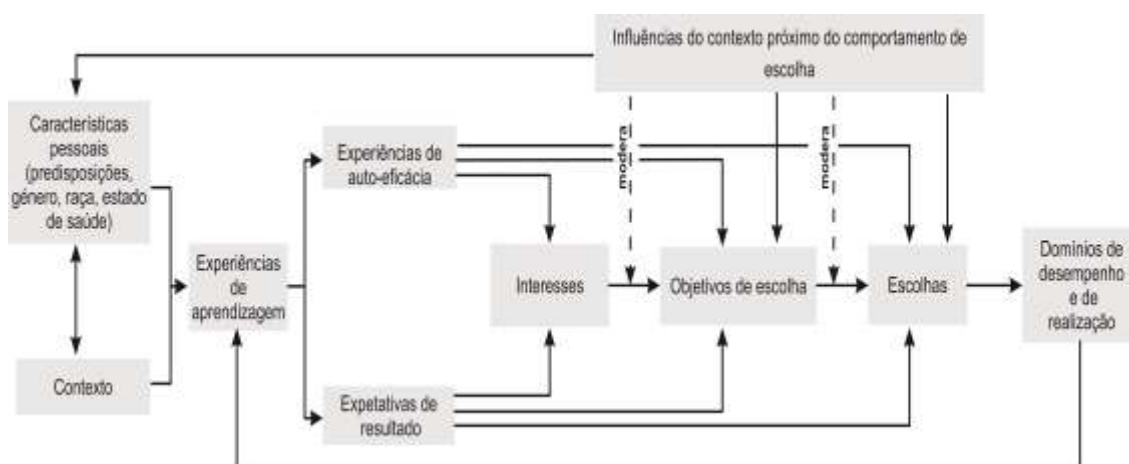 Influências do contexto próximo do comportamento de
escolha
Características
pessoais
(predisposições,
género, raça, estado
de saúde)
Contexto
Experiências
de
aprendizagem
Experiências de
auto-eficácia
Expetativas de
resultado
modera
modera
Interesses
Objetivos de escolha
Escolhas
Domínios de
desempenho
e de
realização